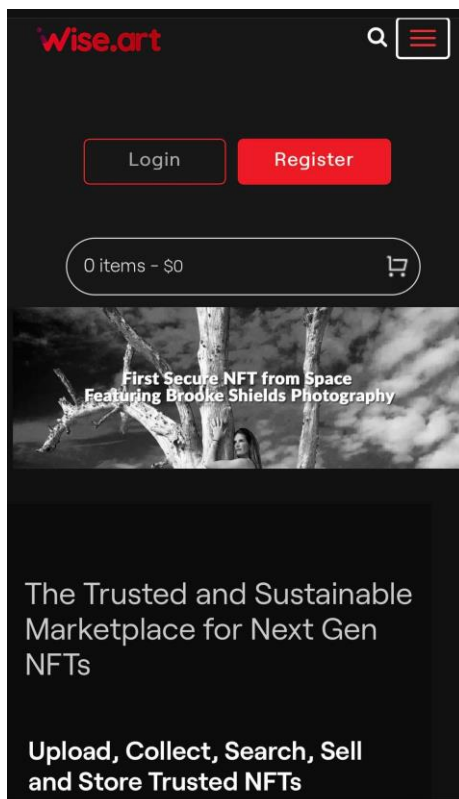 Wise.art
Login
Register
0 items - $0
First Secure NFT from Space
Featuring Brooke Shields Photography
The Trusted and Sustainable
Marketplace for Next Gen
NFTs
Upload, Collect, Search, Sell
and Store Trusted NFTs